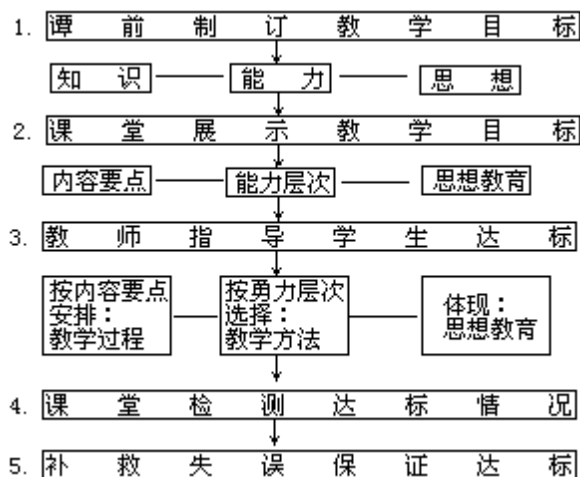 1. 谭前制订教学目标
知识 能力 思想
2. 课堂展示教学目标
内容要点 能力层次 思想教育
3. 教师指导学生达标
按内容要点 按勇力层次 体现：
安排： 选择： 思想教育
教学过程 教学方法
4. 课堂检测达标情况
5. 补救失误保证达标